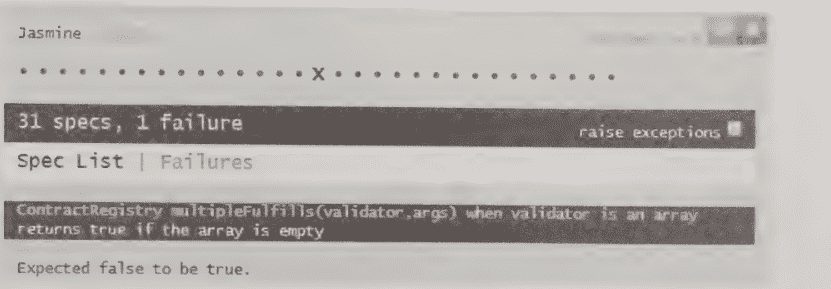 Jasmine
• • • • • • • • • • • • • • • X • • • • • • • • • • • • • • •
31 specs, 1 failure
raise exceptions
Spec List | Failures
ContractRegistry multipleFulfills(validator,args) when validator is an array
returns true if the array is empty
Expected false to be true.